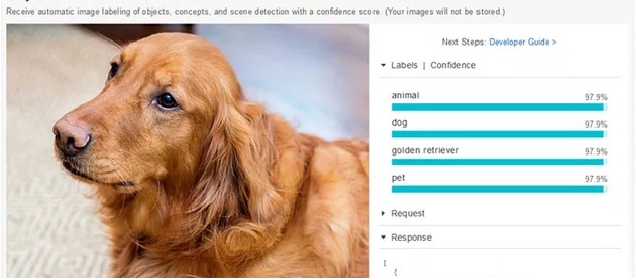 Receive automatic image labeling of objects, concepts, and scene detection with a confidence score. (Your images will not be stored.)
Next Steps: Developer Guide >
Labels | Confidence
animal 97.9%
dog 97.9%
golden retriever 97.9%
pet 97.9%
Request
Response
[
{